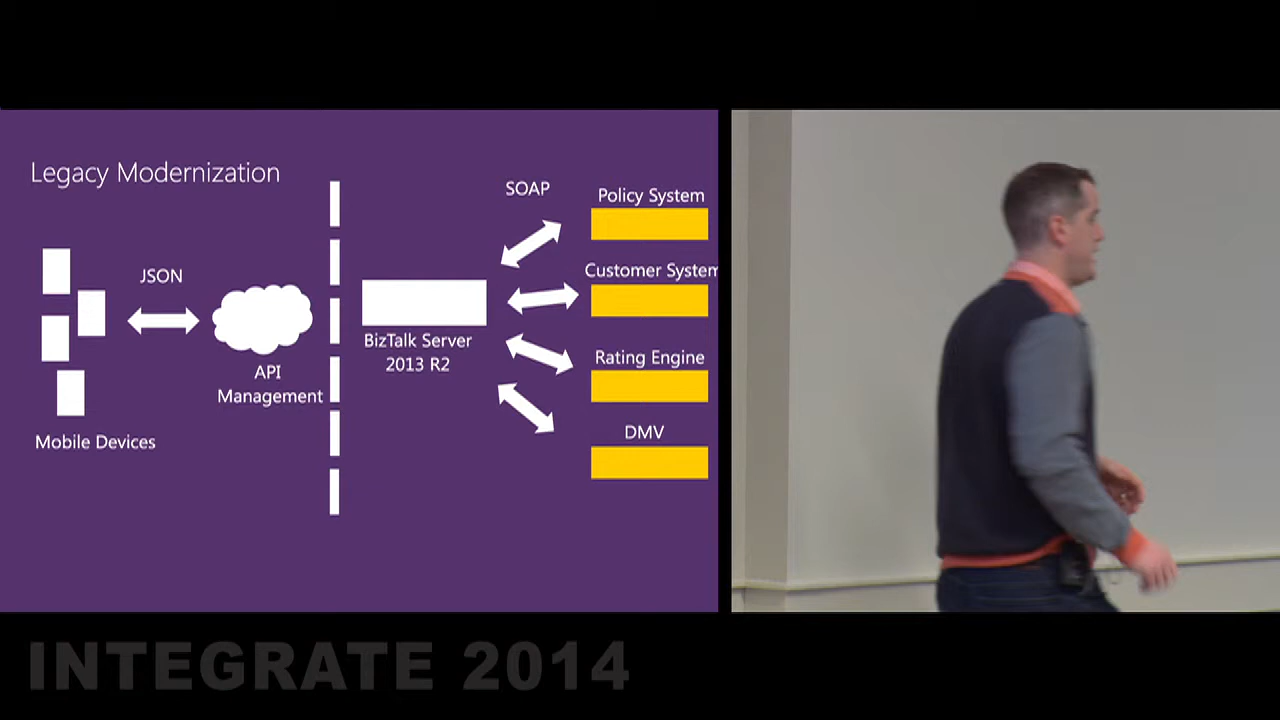 Legacy Modernization
SOAP
Policy System
JSON
Customer System
BizTalk Server
2013 R2
Rating Engine
API
Management
DMV
Mobile Devices
INTEGRATE 2014